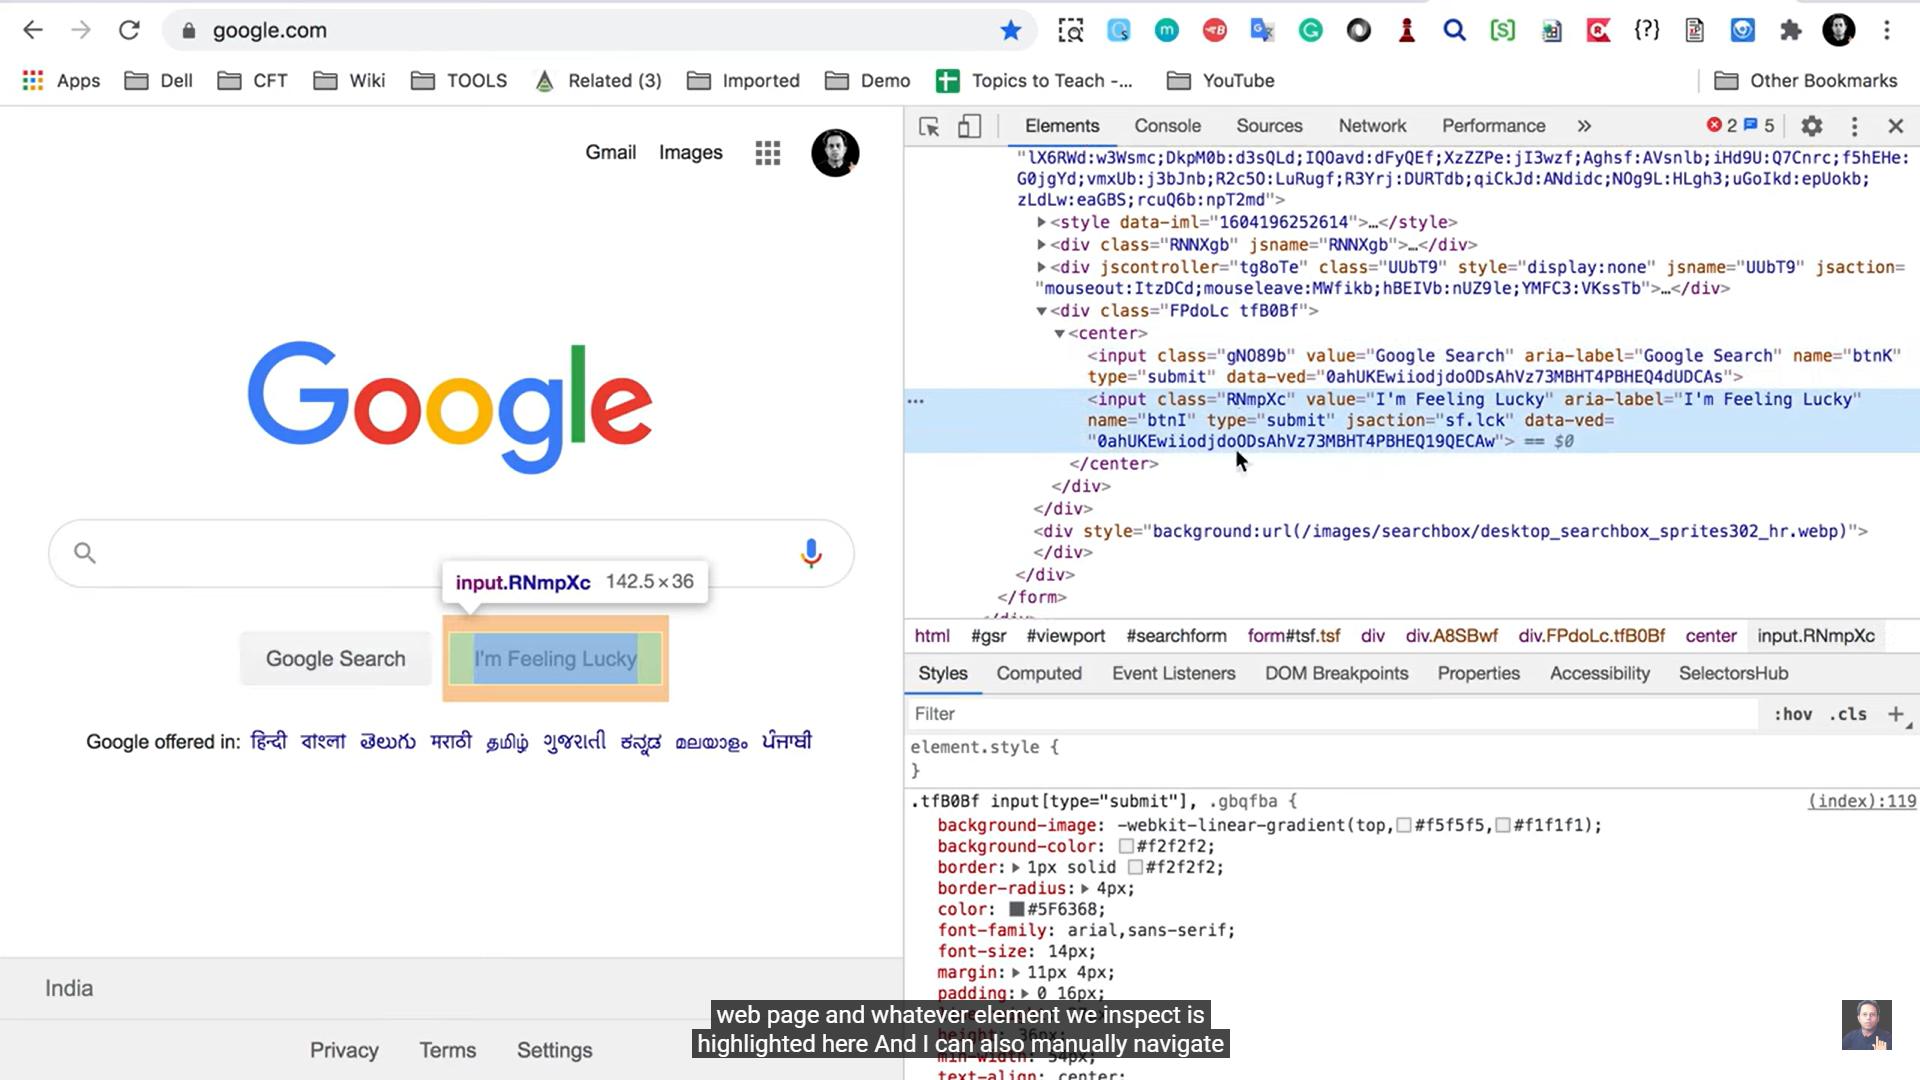 google.com
Apps Dell CFT Wiki TOOLS Related (3) Imported Demo Topics to Teach -... YouTube Other Bookmarks
Gmail Images
Google
input.RNmpXc 142.5×36
Google Search I'm Feeling Lucky
Google offered in: हिन्दी বাংলা తెలుగు मराठी தமிழ் ગુજરાતી ಕನ್ನಡ മലയാളം ਪੰਜਾਬੀ
India
Privacy Terms Settings
Elements Console Sources Network Performance » 2 5
"lX6RWd:w3Wsmc;DkpM0b:d3sQLd;IQOavd:dFyQEf;XzZZPe:jI3wzf;Aghsf:AVsnlb;iHd9U:Q7Cnrc;f5hEHe:
G0jgYd;vmxUb:j3bJnb;R2c5O:LuRugf;R3Yrj:DURTdb;qiCkJd:ANdidc;NOg9L:HLgh3;uGoIkd:epUokb;
zLdLw:eaGBS;rcuQ6b:npT2md">
<style data-iml="1604196252614">…</style>
<div class="RNNXgb" jsname="RNNXgb">…</div>
<div jscontroller="tg8oTe" class="UUbT9" style="display:none" jsname="UUbT9" jsaction=
"mouseout:ItzDCd;mouseleave:MWfikb;hBEIVb:nUZ9le;YMFC3:VKssTb">…</div>
<div class="FPdoLc tfB0Bf">
<center>
<input class="gNO89b" value="Google Search" aria-label="Google Search" name="btnK"
type="submit" data-ved="0ahUKEwiiodjdoODsAhVz73MBHT4PBHEQ4dUDCAs">
<input class="RNmpXc" value="I'm Feeling Lucky" aria-label="I'm Feeling Lucky"
name="btnI" type="submit" jsaction="sf.lck" data-ved=
"0ahUKEwiiodjdoODsAhVz73MBHT4PBHEQ19QECAw"> == $0
</center>
</div>
</div>
<div style="background:url(/images/searchbox/desktop_searchbox_sprites302_hr.webp)">
</div>
</div>
</form>
html #gsr #viewport #searchform form#tsf.tsf div div.A8SBwf div.FPdoLc.tfB0Bf center input.RNmpXc
Styles Computed Event Listeners DOM Breakpoints Properties Accessibility SelectorsHub
Filter :hov .cls +
element.style {
}
.tfB0Bf input[type="submit"], .gbqfba { (index):119
background-image: -webkit-linear-gradient(top,#f5f5f5,#f1f1f1);
background-color: #f2f2f2;
border: 1px solid #f2f2f2;
border-radius: 4px;
color: #5F6368;
font-family: arial,sans-serif;
font-size: 14px;
margin: 11px 4px;
padding: 0 16px;
height: 36px;
min-width: 54px;
text-align: center;
web page and whatever element we inspect is
highlighted here And I can also manually navigate